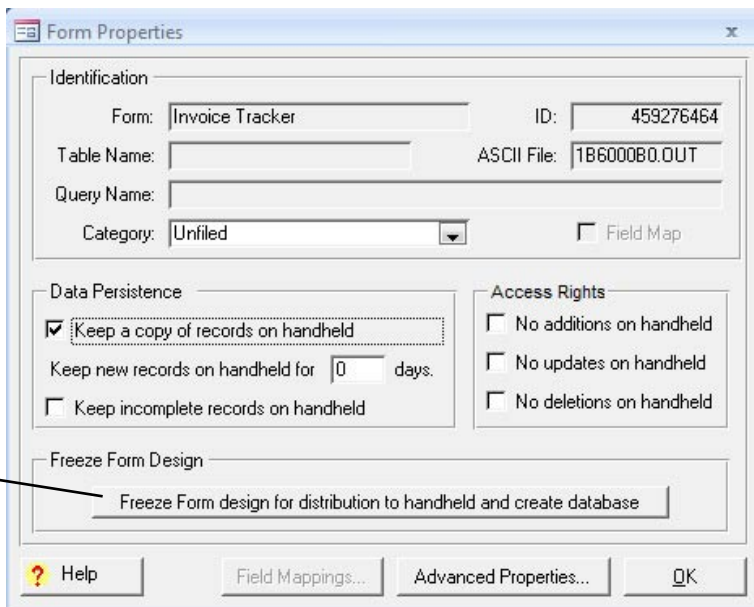 Form Properties x
Identification
Form: Invoice Tracker ID: 459276464
Table Name: ASCII File: 1B6000B0.OUT
Query Name:
Category: Unfiled Field Map
Data Persistence
Keep a copy of records on handheld
Keep new records on handheld for 0 days.
Keep incomplete records on handheld
Access Rights
No additions on handheld
No updates on handheld
No deletions on handheld
Freeze Form Design
Freeze Form design for distribution to handheld and create database
? Help Field Mappings... Advanced Properties... OK